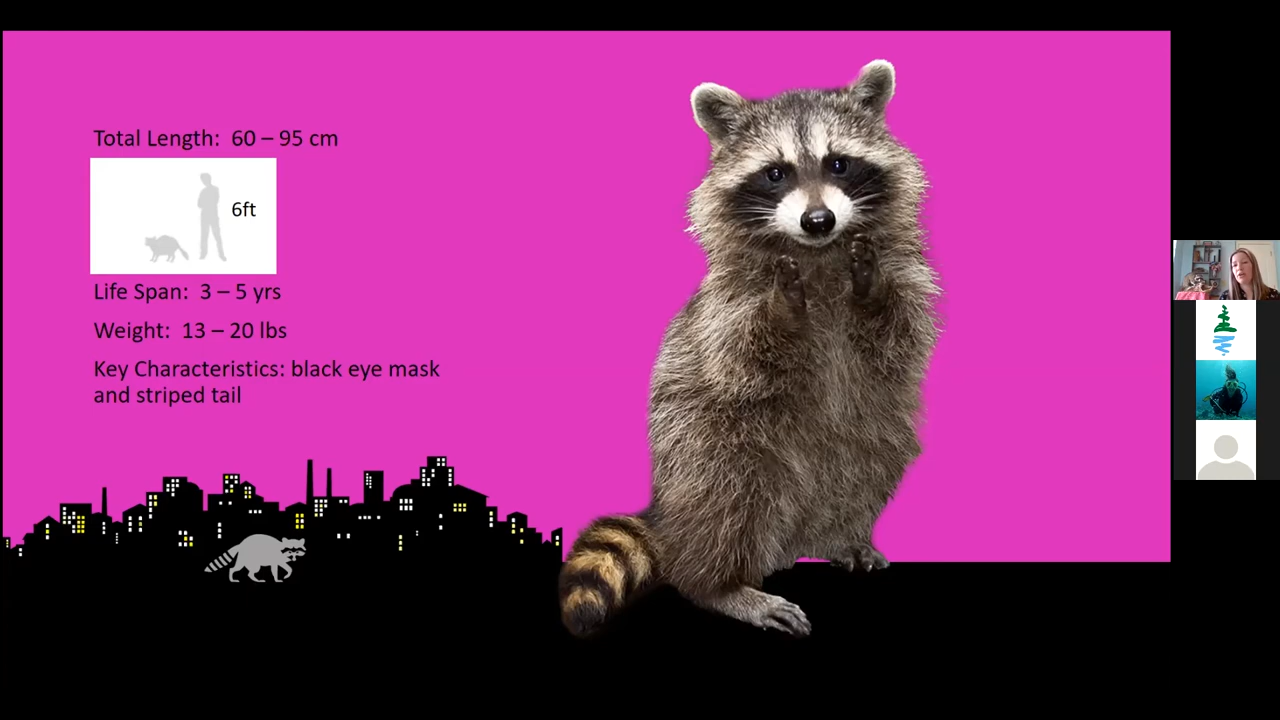 Total Length:  60 – 95 cm
6ft
Life Span:  3 – 5 yrs
Weight:  13 – 20 lbs
Key Characteristics: black eye mask
and striped tail